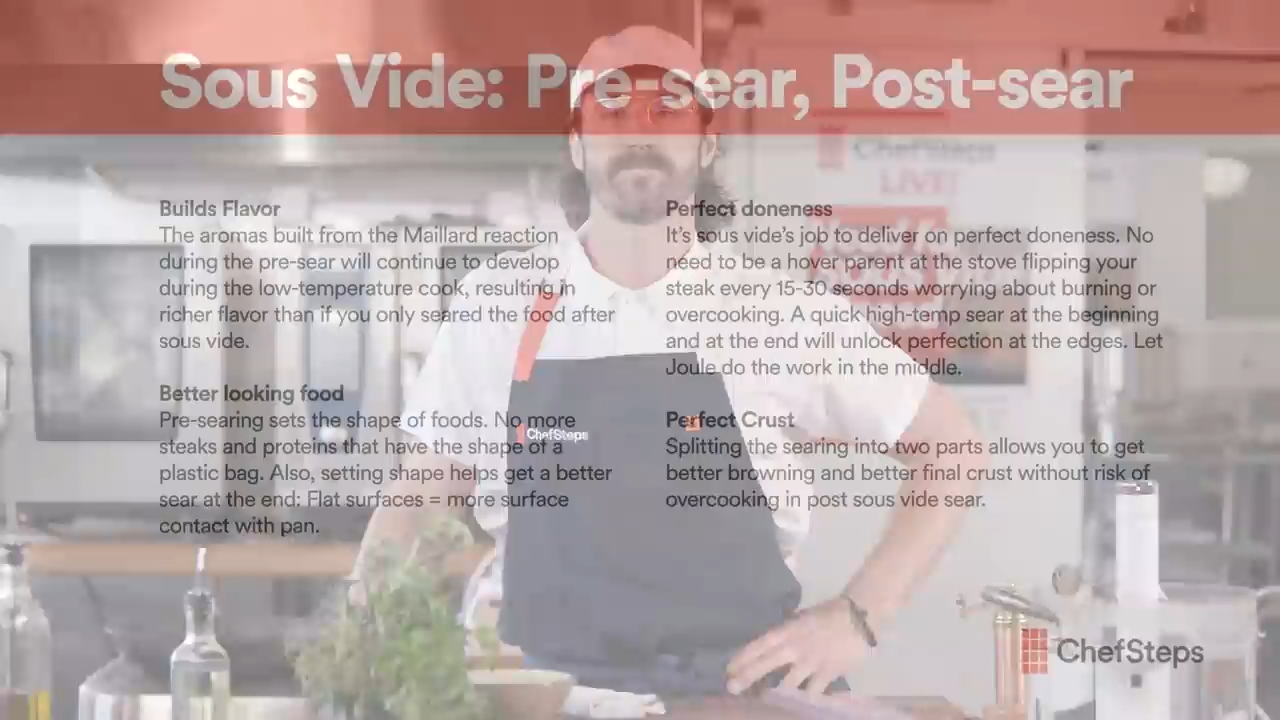 Sous Vide: Pre-sear, Post-sear
Builds Flavor
The aromas built from the Maillard reaction
during the pre-sear will continue to develop
during the low-temperature cook, resulting in
richer flavor than if you only seared the food after
sous vide.
Better looking food
Pre-searing sets the shape of foods. No more
steaks and proteins that have the shape of a
plastic bag. Also, setting shape helps get a better
sear at the end: Flat surfaces = more surface
contact with pan.
Perfect doneness
It's sous vide's job to deliver on perfect doneness. No
need to be a hover parent at the stove flipping your
steak every 15-30 seconds worrying about burning or
overcooking. A quick high-temp sear at the beginning
and at the end will unlock perfection at the edges. Let
Joule do the work in the middle.
Perfect Crust
Splitting the searing into two parts allows you to get
better browning and better final crust without risk of
overcooking in post sous vide sear.
ChefSteps
LIVE!
ChefSteps
ChefSteps